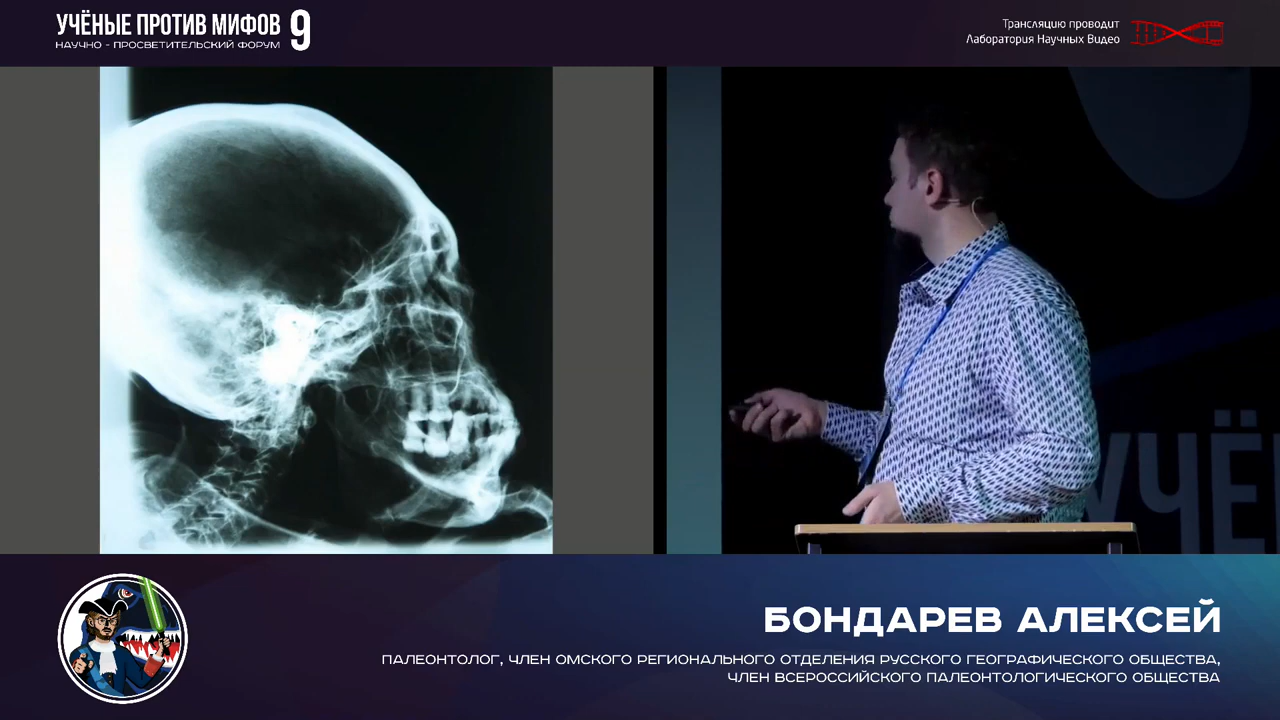 УЧЁНЫЕ ПРОТИВ МИФОВ 9
НАУЧНО - ПРОСВЕТИТЕЛЬСКИЙ ФОРУМ
Трансляцию проводит
Лаборатория Научных Видео
УЧЁ
БОНДАРЕВ АЛЕКСЕЙ
ПАЛЕОНТОЛОГ, ЧЛЕН ОМСКОГО РЕГИОНАЛЬНОГО ОТДЕЛЕНИЯ РУССКОГО ГЕОГРАФИЧЕСКОГО ОБЩЕСТВА,
ЧЛЕН ВСЕРОССИЙСКОГО ПАЛЕОНТОЛОГИЧЕСКОГО ОБЩЕСТВА